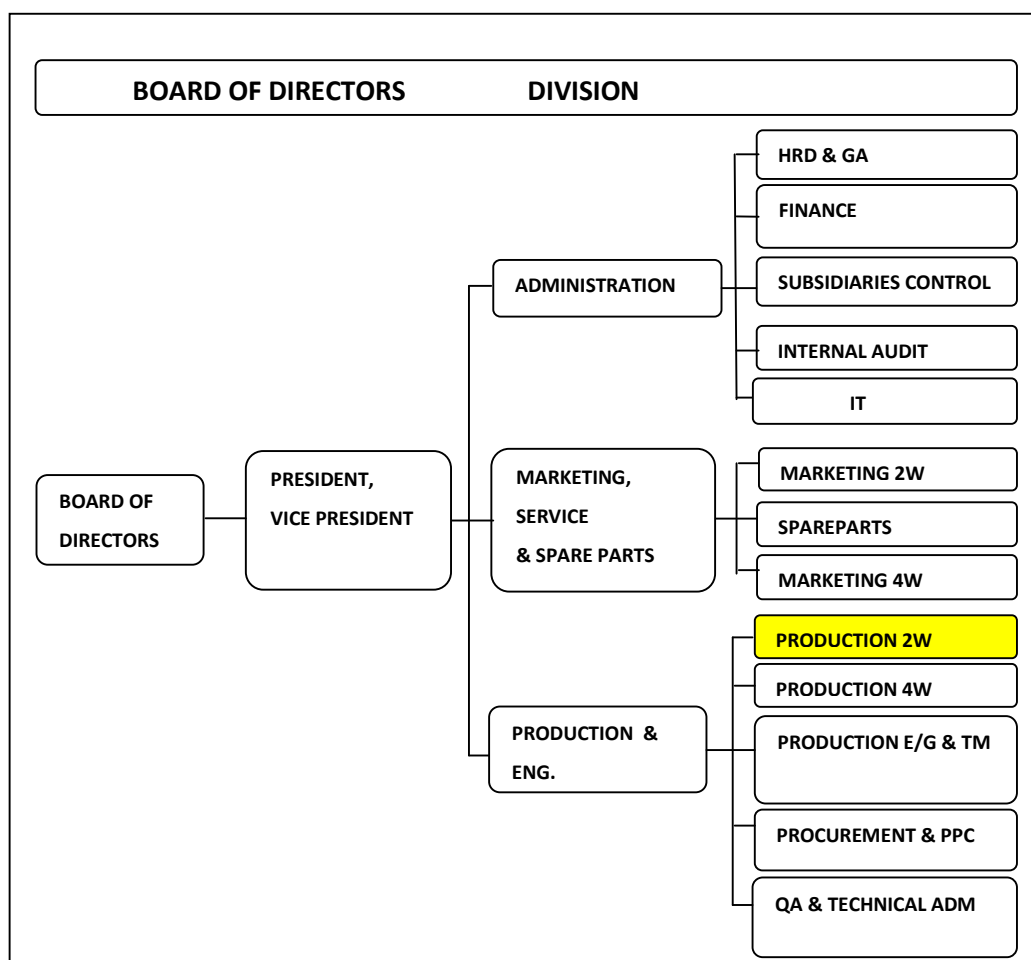 BOARD OF DIRECTORS DIVISION
BOARD OF
DIRECTORS
PRESIDENT,
VICE PRESIDENT
ADMINISTRATION
HRD & GA
FINANCE
SUBSIDIARIES CONTROL
INTERNAL AUDIT
IT
MARKETING,
SERVICE
& SPARE PARTS
MARKETING 2W
SPAREPARTS
MARKETING 4W
PRODUCTION &
ENG.
PRODUCTION 2W
PRODUCTION 4W
PRODUCTION E/G & TM
PROCUREMENT & PPC
QA & TECHNICAL ADM